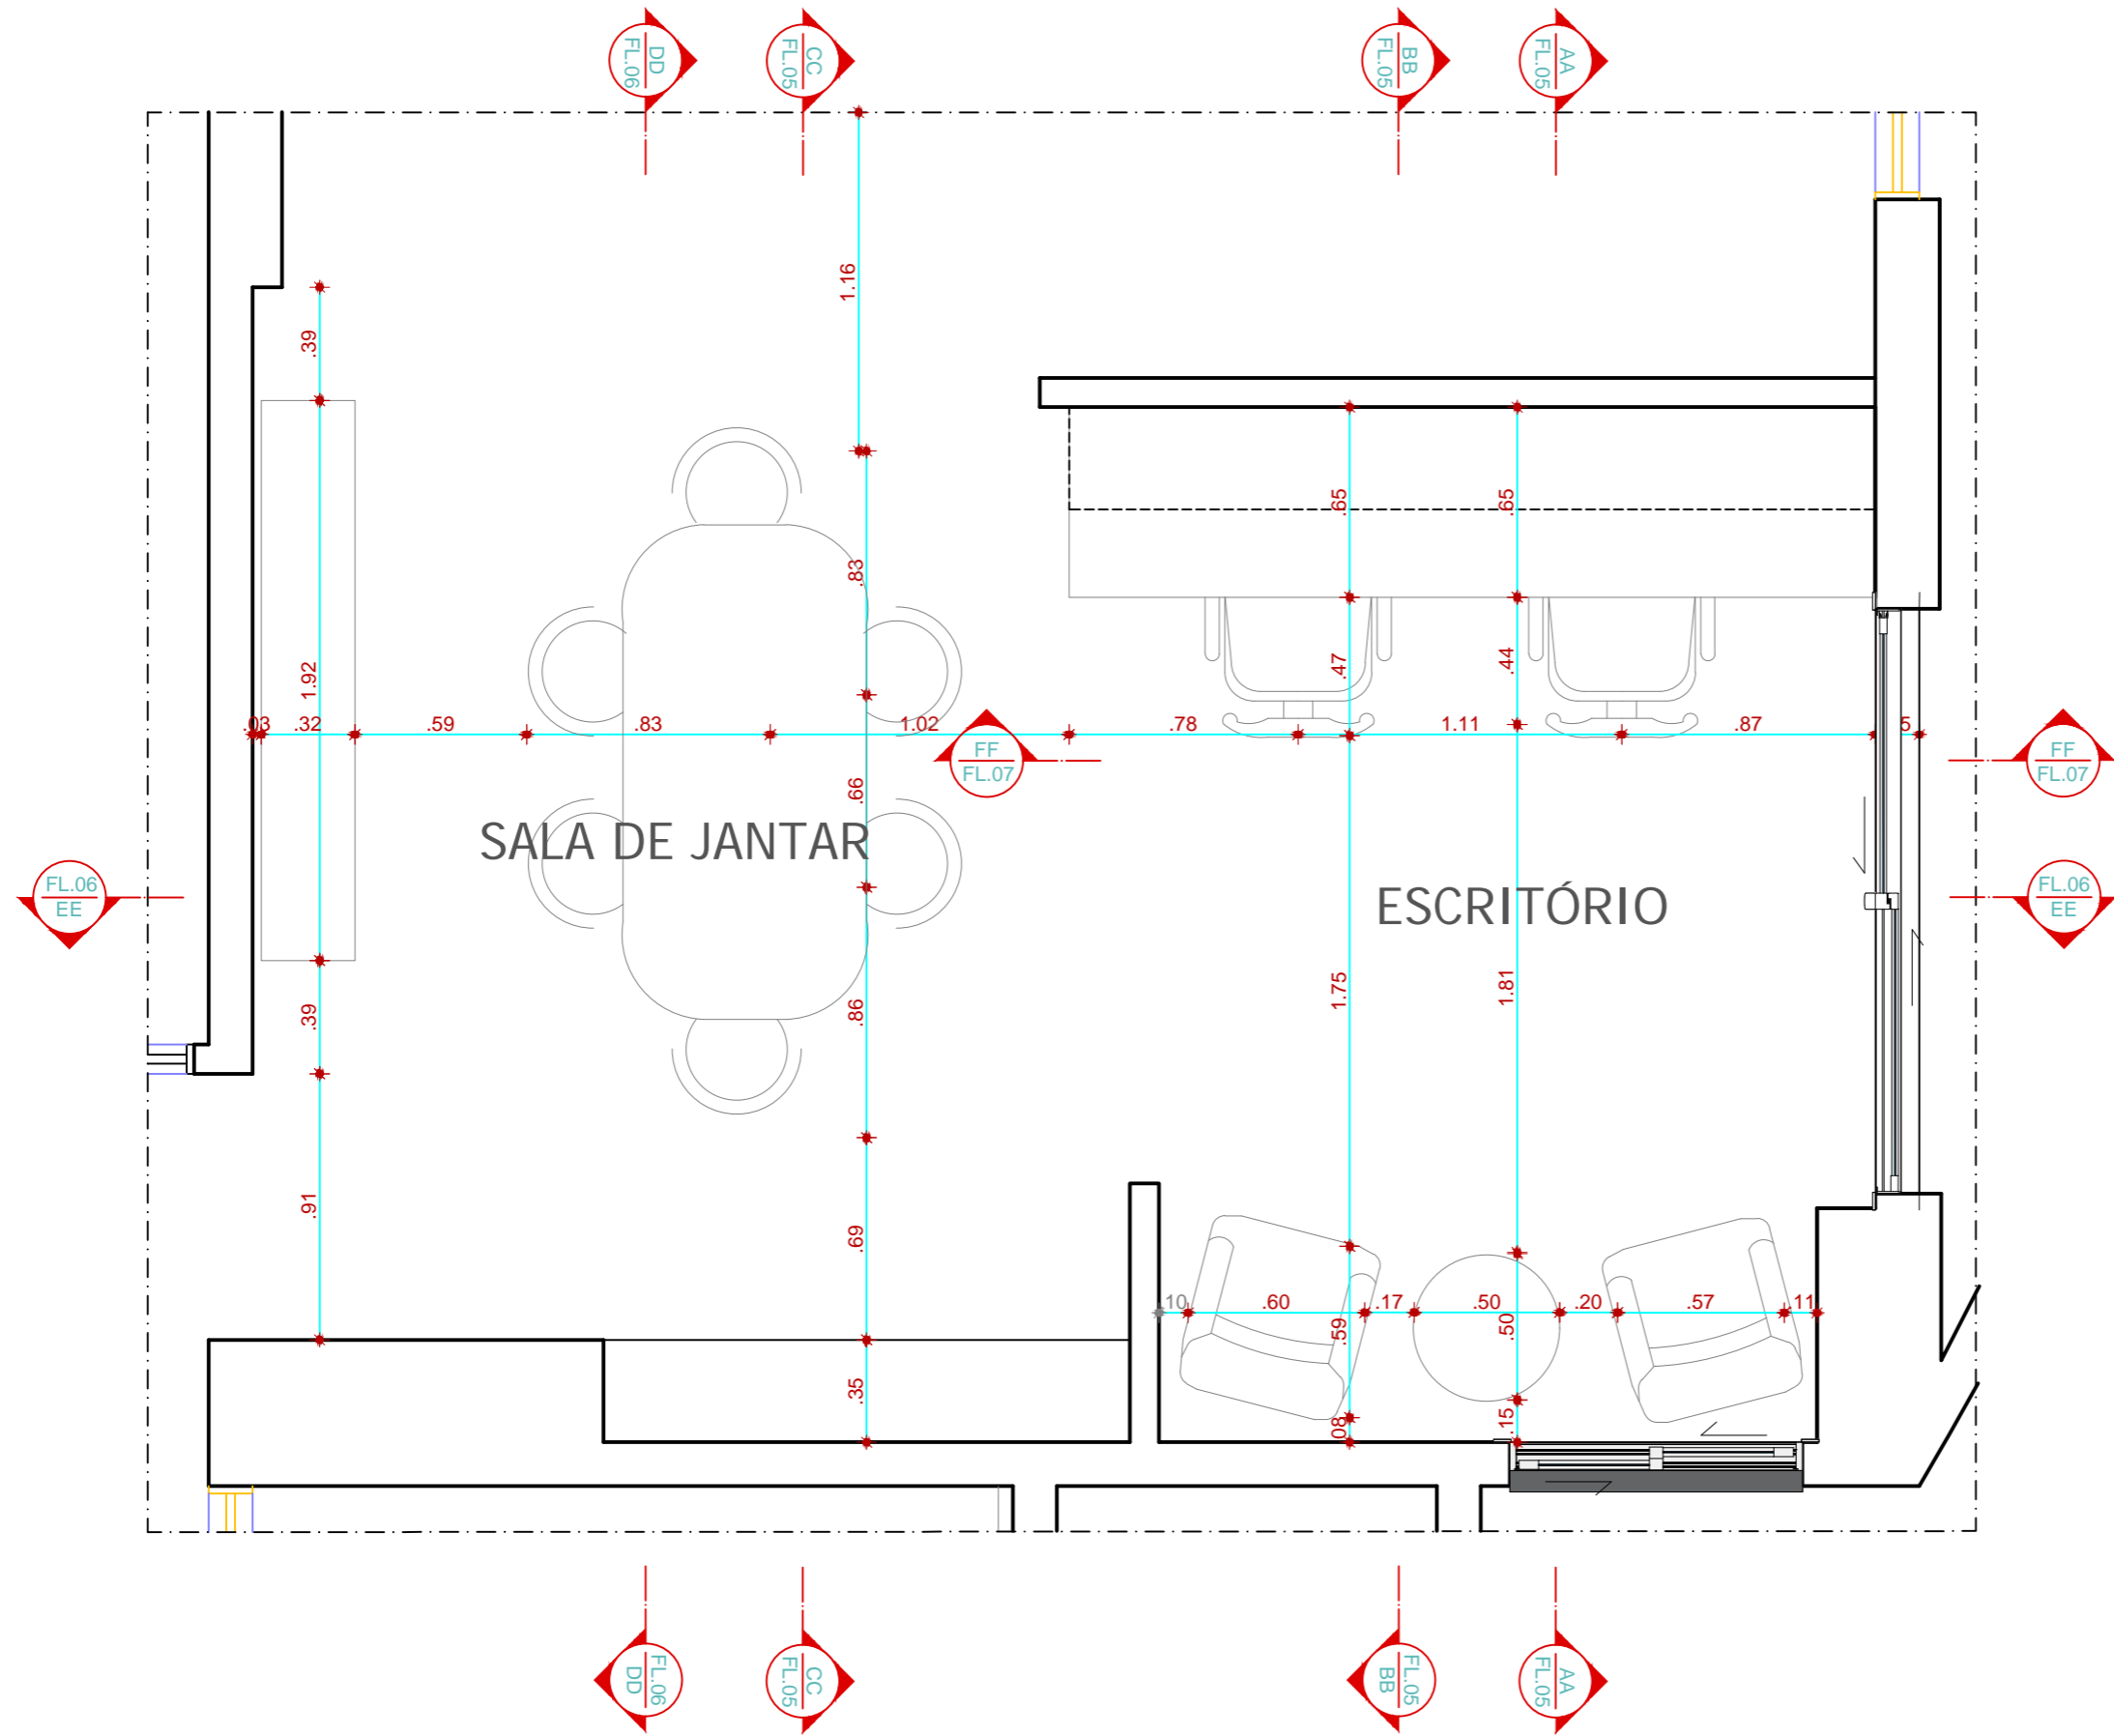 DD
FL.06
CC
FL.05
BB
FL.05
AA
FL.05
1.16
.39
.65
.65
.83
.47
.44
1.92
.03
.32
.59
.83
1.02
.78
1.11
.87
5
FF
FL.07
FF
FL.07
.66
SALA DE JANTAR
ESCRITÓRIO
FL.06
EE
FL.06
EE
1.75
1.81
.39
.86
.91
.69
10
.60
.17
.50
.20
.57
.11
.59
.50
.35
.08
.15
FL.06
DD
CC
FL.05
FL.05
BB
AA
FL.05